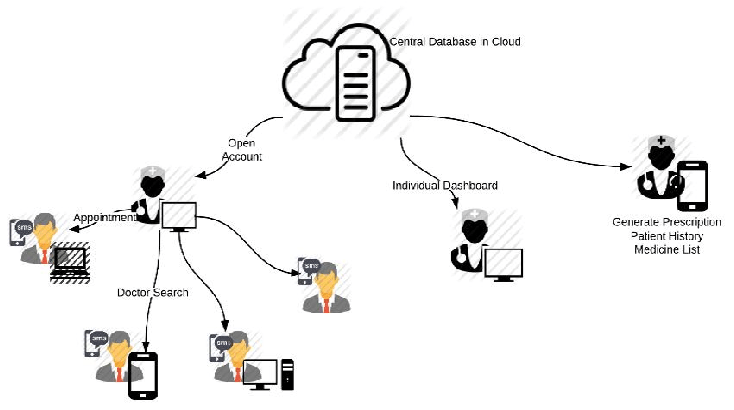 Central Database in Cloud
Open
Account
Individual Dashboard
Appointment
sms
Generate Prescription
Patient History
Medicine List
sms
Doctor Search
sms
sms